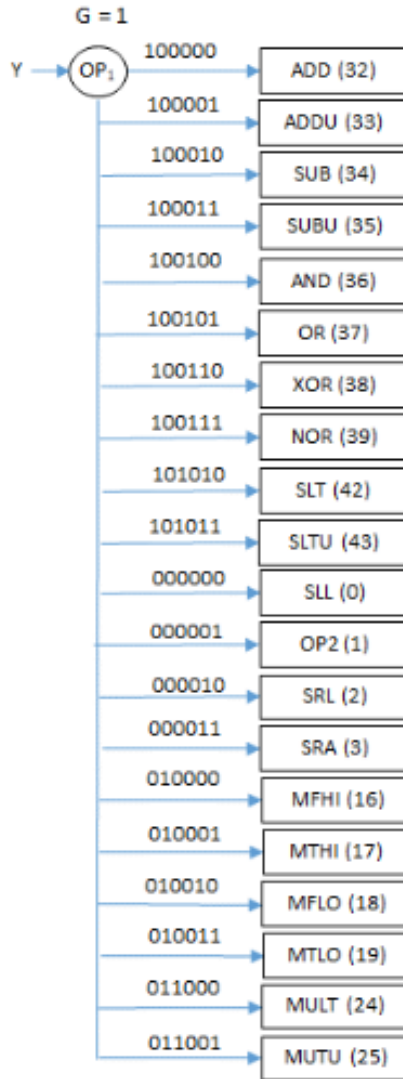 G = 1
Y OP1 100000 ADD (32)
100001 ADDU (33)
100010 SUB (34)
100011 SUBU (35)
100100 AND (36)
100101 OR (37)
100110 XOR (38)
100111 NOR (39)
101010 SLT (42)
101011 SLTU (43)
000000 SLL (0)
000001 OP2 (1)
000010 SRL (2)
000011 SRA (3)
010000 MFHI (16)
010001 MTHI (17)
010010 MFLO (18)
010011 MTLO (19)
011000 MULT (24)
011001 MUTU (25)